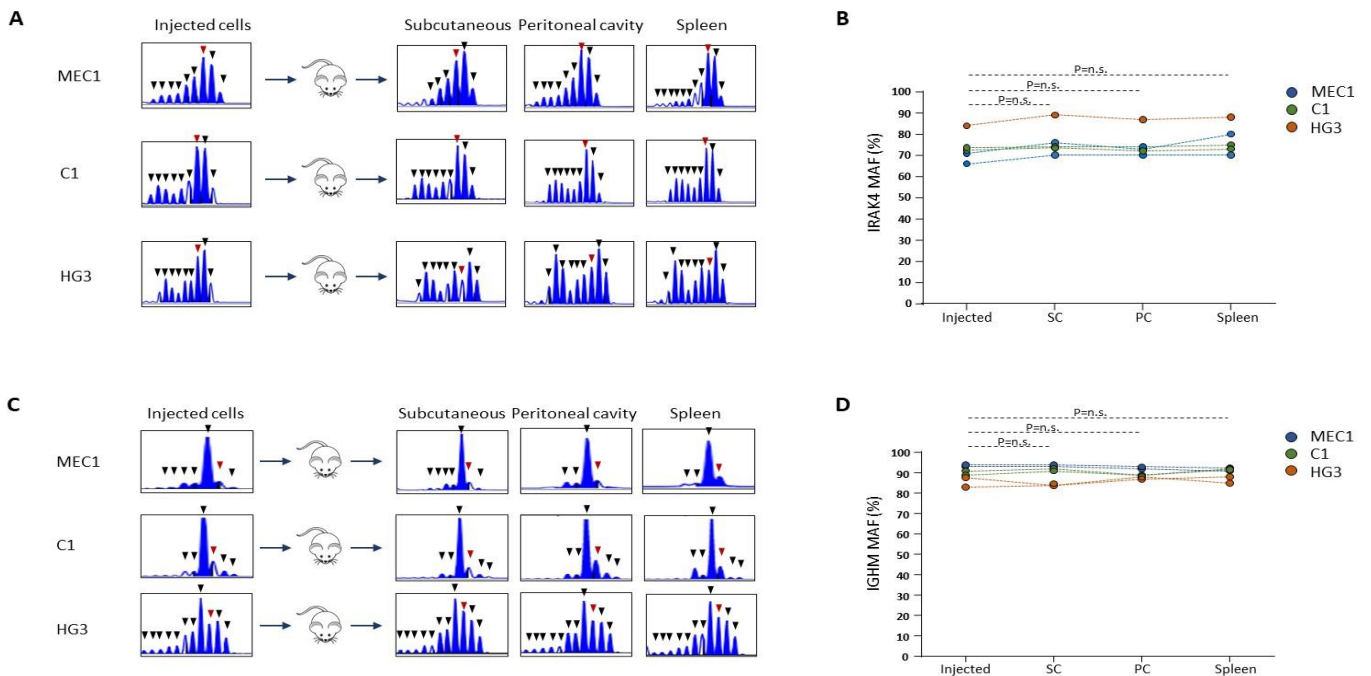 A
Injected cells
Subcutaneous Peritoneal cavity Spleen
MEC1
C1
HG3
B
P=n.s.
P=n.s.
P=n.s.
MEC1
C1
HG3
IRAK4 MAF (%)
100
90
80
70
60
50
40
30
20
10
0
Injected SC PC Spleen
C
Injected cells
Subcutaneous Peritoneal cavity Spleen
MEC1
C1
HG3
D
P=n.s.
P=n.s.
P=n.s.
MEC1
C1
HG3
IGHM MAF (%)
100
90
80
70
60
50
40
30
20
10
0
Injected SC PC Spleen